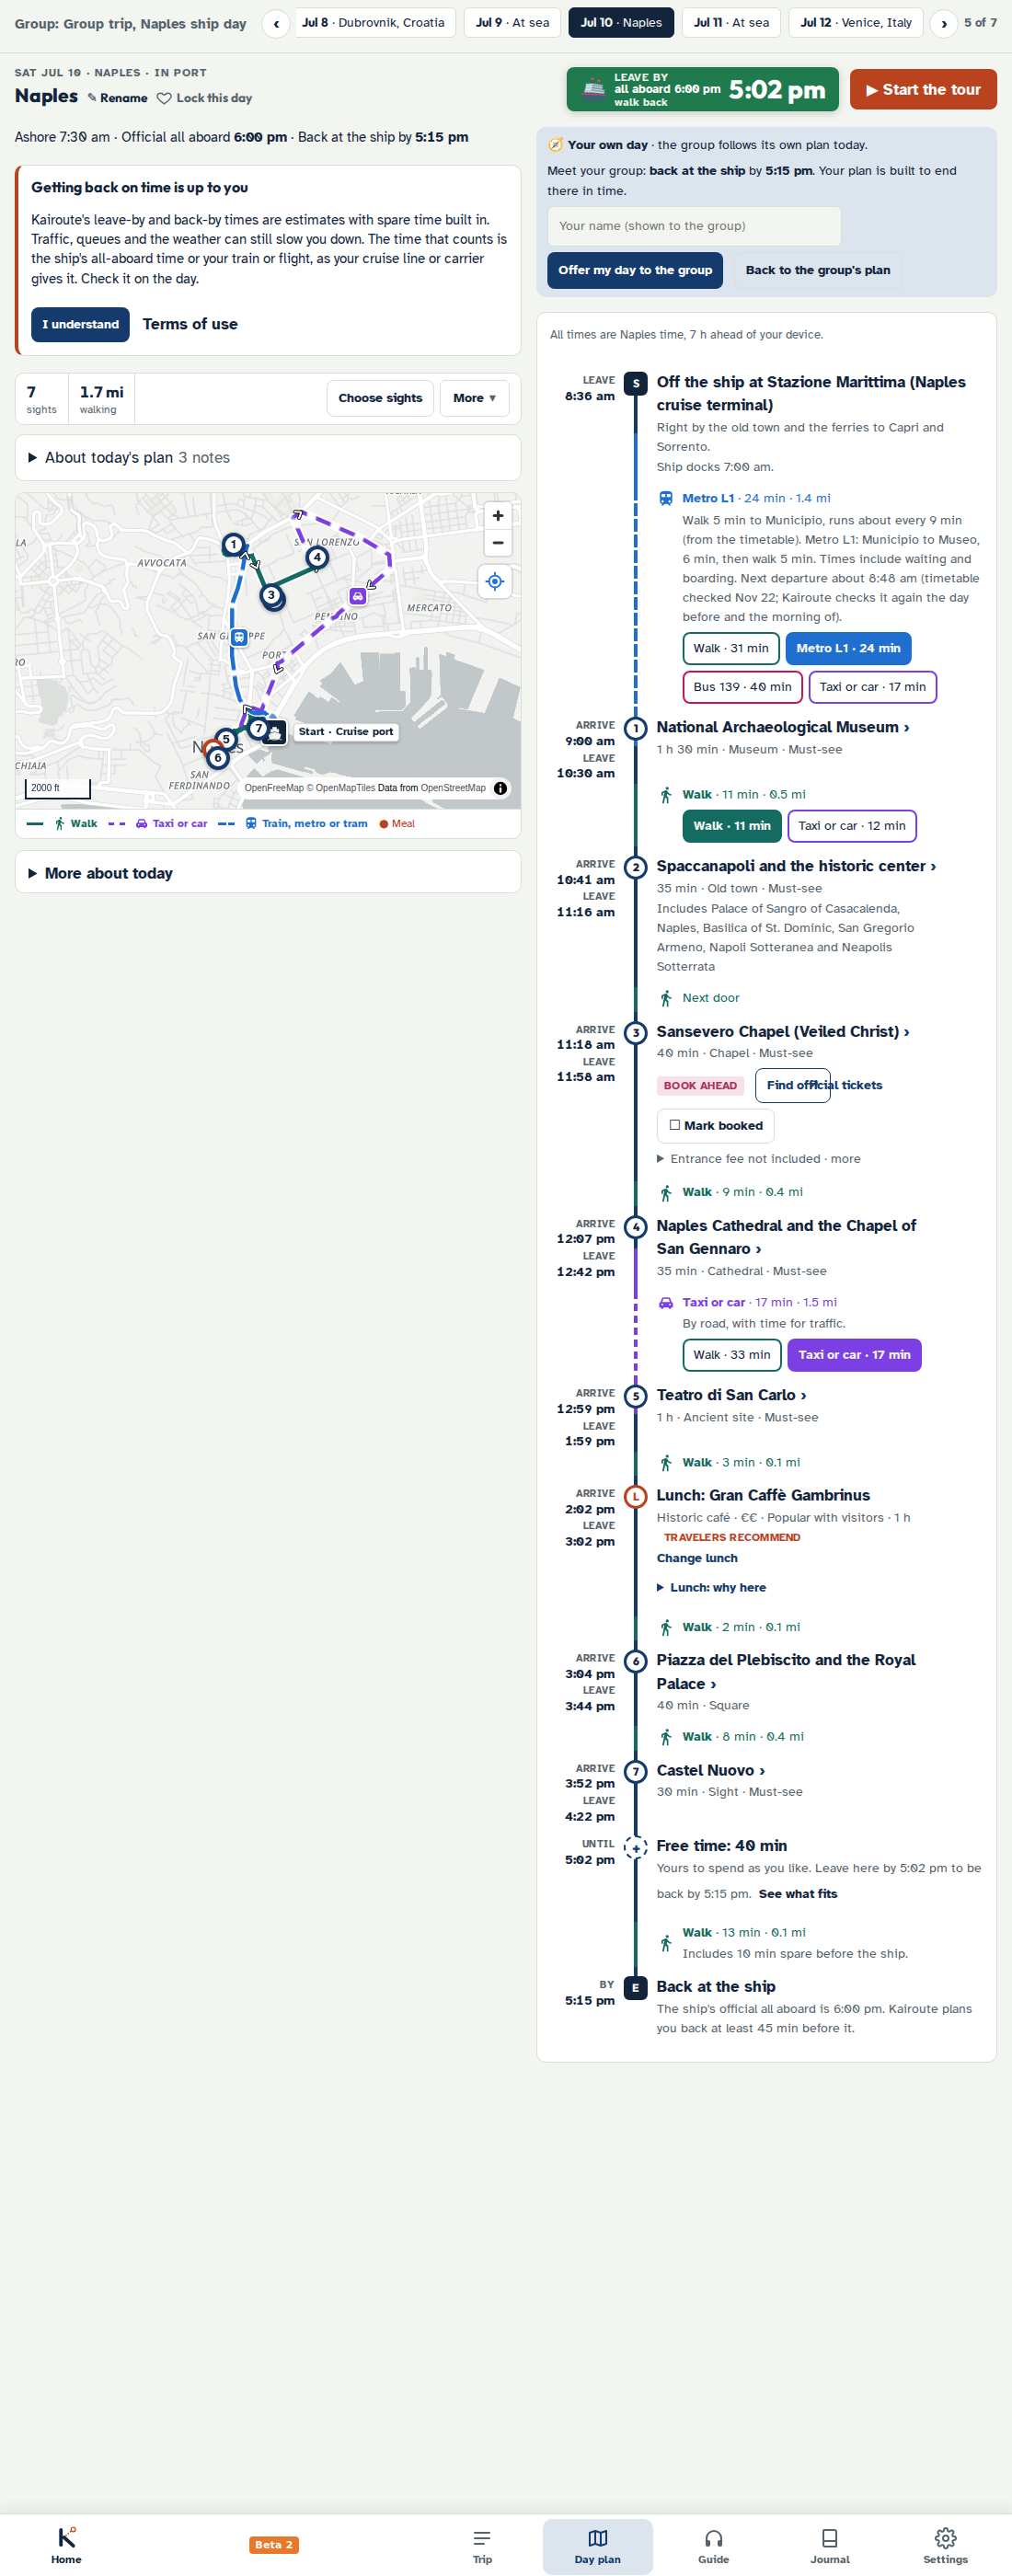 Group: Group trip, Naples ship day
‹
Jul 8 · Dubrovnik, Croatia
Jul 9 · At sea
Jul 10 · Naples
Jul 11 · At sea
Jul 12 · Venice, Italy
›
5 of 7
SAT JUL 10 · NAPLES · IN PORT
Naples
✎ Rename
Lock this day
LEAVE BY
all aboard 6:00 pm
walk back
5:02 pm
▶ Start the tour
Ashore 7:30 am · Official all aboard 6:00 pm · Back at the ship by 5:15 pm
Getting back on time is up to you
Kairoute's leave-by and back-by times are estimates with spare time built in.
Traffic, queues and the weather can still slow you down. The time that counts is
the ship's all-aboard time or your train or flight, as your cruise line or carrier
gives it. Check it on the day.
I understand
Terms of use
7
sights
1.7 mi
walking
Choose sights
More ▼
▶ About today's plan 3 notes
AVVOCATA
MERCATO
CHIAIA
SAN
FERDINANDO
1
4
3
5
6
7
Start · Cruise port
+
−
2000 ft
OpenFreeMap © OpenMapTiles Data from OpenStreetMap
Walk
Taxi or car
Train, metro or tram
Meal
▶ More about today
Your own day · the group follows its own plan today.
Meet your group: back at the ship by 5:15 pm. Your plan is built to end
there in time.
Your name (shown to the group)
Offer my day to the group
Back to the group's plan
All times are Naples time, 7 h ahead of your device.
LEAVE
8:36 am
S
Off the ship at Stazione Marittima (Naples
cruise terminal)
Right by the old town and the ferries to Capri and
Sorrento.
Ship docks 7:00 am.
Metro L1 · 24 min · 1.4 mi
Walk 5 min to Municipio, runs about every 9 min
(from the timetable). Metro L1: Municipio to Museo,
6 min, then walk 5 min. Times include waiting and
boarding. Next departure about 8:48 am (timetable
checked Nov 22; Kairoute checks it again the day
before and the morning of).
Walk · 31 min
Metro L1 · 24 min
Bus 139 · 40 min
Taxi or car · 17 min
ARRIVE
9:00 am
LEAVE
10:30 am
1
National Archaeological Museum ›
1 h 30 min · Museum · Must-see
Walk · 11 min · 0.5 mi
Walk · 11 min
Taxi or car · 12 min
ARRIVE
10:41 am
LEAVE
11:16 am
2
Spaccanapoli and the historic center ›
35 min · Old town · Must-see
Includes Palace of Sangro of Casacalenda,
Naples, Basilica of St. Dominic, San Gregorio
Armeno, Napoli Sotteranea and Neapolis
Sotterrata
Next door
ARRIVE
11:18 am
LEAVE
11:58 am
3
Sansevero Chapel (Veiled Christ) ›
40 min · Chapel · Must-see
BOOK AHEAD
Find official tickets
☐ Mark booked
▶ Entrance fee not included · more
Walk · 9 min · 0.4 mi
ARRIVE
12:07 pm
LEAVE
12:42 pm
4
Naples Cathedral and the Chapel of
San Gennaro ›
35 min · Cathedral · Must-see
Taxi or car · 17 min · 1.5 mi
By road, with time for traffic.
Walk · 33 min
Taxi or car · 17 min
ARRIVE
12:59 pm
LEAVE
1:59 pm
5
Teatro di San Carlo ›
1 h · Ancient site · Must-see
Walk · 3 min · 0.1 mi
ARRIVE
2:02 pm
LEAVE
3:02 pm
L
Lunch: Gran Caffè Gambrinus
Historic café · €€ · Popular with visitors · 1 h
TRAVELERS RECOMMEND
Change lunch
▶ Lunch: why here
Walk · 2 min · 0.1 mi
ARRIVE
3:04 pm
LEAVE
3:44 pm
6
Piazza del Plebiscito and the Royal
Palace ›
40 min · Square
Walk · 8 min · 0.4 mi
ARRIVE
3:52 pm
LEAVE
4:22 pm
7
Castel Nuovo ›
30 min · Sight · Must-see
UNTIL
5:02 pm
+
Free time: 40 min
Yours to spend as you like. Leave here by 5:02 pm to be
back by 5:15 pm. See what fits
Walk · 13 min · 0.1 mi
Includes 10 min spare before the ship.
BY
5:15 pm
E
Back at the ship
The ship's official all aboard is 6:00 pm. Kairoute plans
you back at least 45 min before it.
Home
Beta 2
Trip
Day plan
Guide
Journal
Settings